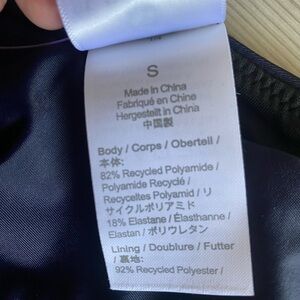 S
Made in China
Fabriqué en Chine
Hergestellt in China
中国製
Body / Corps / Oberteil /
本体:
82% Recycled Polyamide /
Polyamide Recyclé /
Recyceltes Polyamid / リ
サイクルポリアミド
18% Elastane / Élasthanne /
Elastan / ポリウレタン
Lining / Doublure / Futter
/ 裏地:
92% Recycled Polyester /